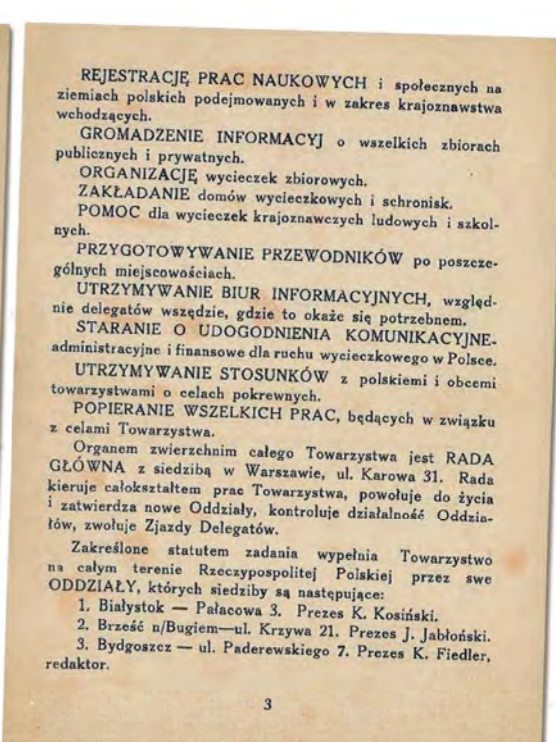 REJESTRACJĘ PRAC NAUKOWYCH i społecznych na
ziemiach polskich podejmowanych i w zakres krajoznawstwa
wchodzących.
GROMADZENIE INFORMACYJ o wszelkich zbiorach
publicznych i prywatnych.
ORGANIZACJĘ wycieczek zbiorowych.
ZAKŁADANIE domów wycieczkowych i schronisk.
POMOC dla wycieczek krajoznawczych ludowych i szkol-
nych.
PRZYGOTOWYWANIE PRZEWODNIKÓW po poszcze-
gólnych miejscowościach.
UTRZYMYWANIE BIUR INFORMACYJNYCH, względ-
nie delegatów wszędzie, gdzie to okaże się potrzebnem.
STARANIE O UDOGODNIENIA KOMUNIKACYJNE-
administracyjne i finansowe dla ruchu wycieczkowego w Polsce.
UTRZYMYWANIE STOSUNKÓW z polskiemi i obcemi
towarzystwami o celach pokrewnych.
POPIERANIE WSZELKICH PRAC, będących w związku
z celami Towarzystwa.
Organem zwierzchnim całego Towarzystwa jest RADA
GŁÓWNA z siedzibą w Warszawie, ul. Karowa 31. Rada
kieruje całokształtem prac Towarzystwa, powołuje do życia
i zatwierdza nowe Oddziały, kontroluje działalność Oddzia-
łów, zwołuje Zjazdy Delegatów.
Zakreślone statutem zadania wypełnia Towarzystwo
na całym terenie Rzeczypospolitej Polskiej przez swe
ODDZIAŁY, których siedziby są następujące:
1. Białystok — Pałacowa 3. Prezes K. Kosiński.
2. Brześć n/Bugiem—ul. Krzywa 21. Prezes J. Jabłoński.
3. Bydgoszcz — ul. Paderewskiego 7. Prezes K. Fiedler,
redaktor.
3